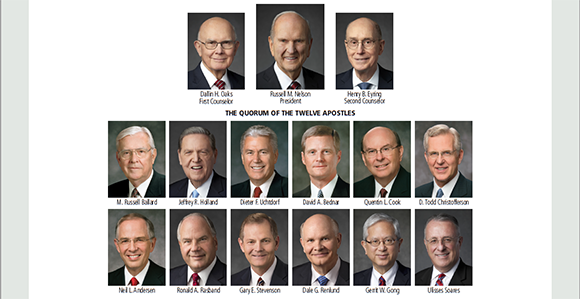 Dallin H. Oaks
First Counselor
Russell M. Nelson
President
Henry B. Eyring
Second Counselor
THE QUORUM OF THE TWELVE APOSTLES
M. Russell Ballard
Jeffrey R. Holland
Dieter F. Uchtdorf
David A. Bednar
Quentin L. Cook
D. Todd Christofferson
Neil L. Andersen
Ronald A. Rasband
Gary E. Stevenson
Dale G. Renlund
Gerrit W. Gong
Ulisses Soares